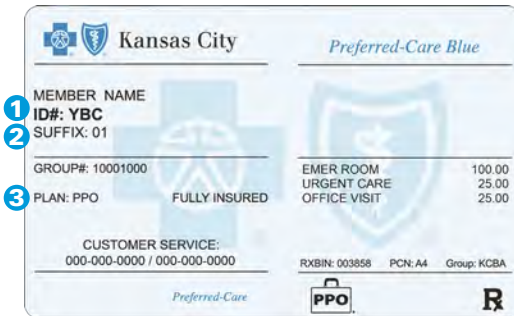 Kansas City
Preferred-Care Blue
MEMBER NAME
1 ID#: YBC
2 SUFFIX: 01
GROUP#: 10001000
3 PLAN: PPO FULLY INSURED
CUSTOMER SERVICE:
000-000-0000 / 000-000-0000
Preferred-Care
EMER ROOM 100.00
URGENT CARE 25.00
OFFICE VISIT 25.00
RXBIN: 003858 PCN: A4 Group: KCBA
PPO
Rx